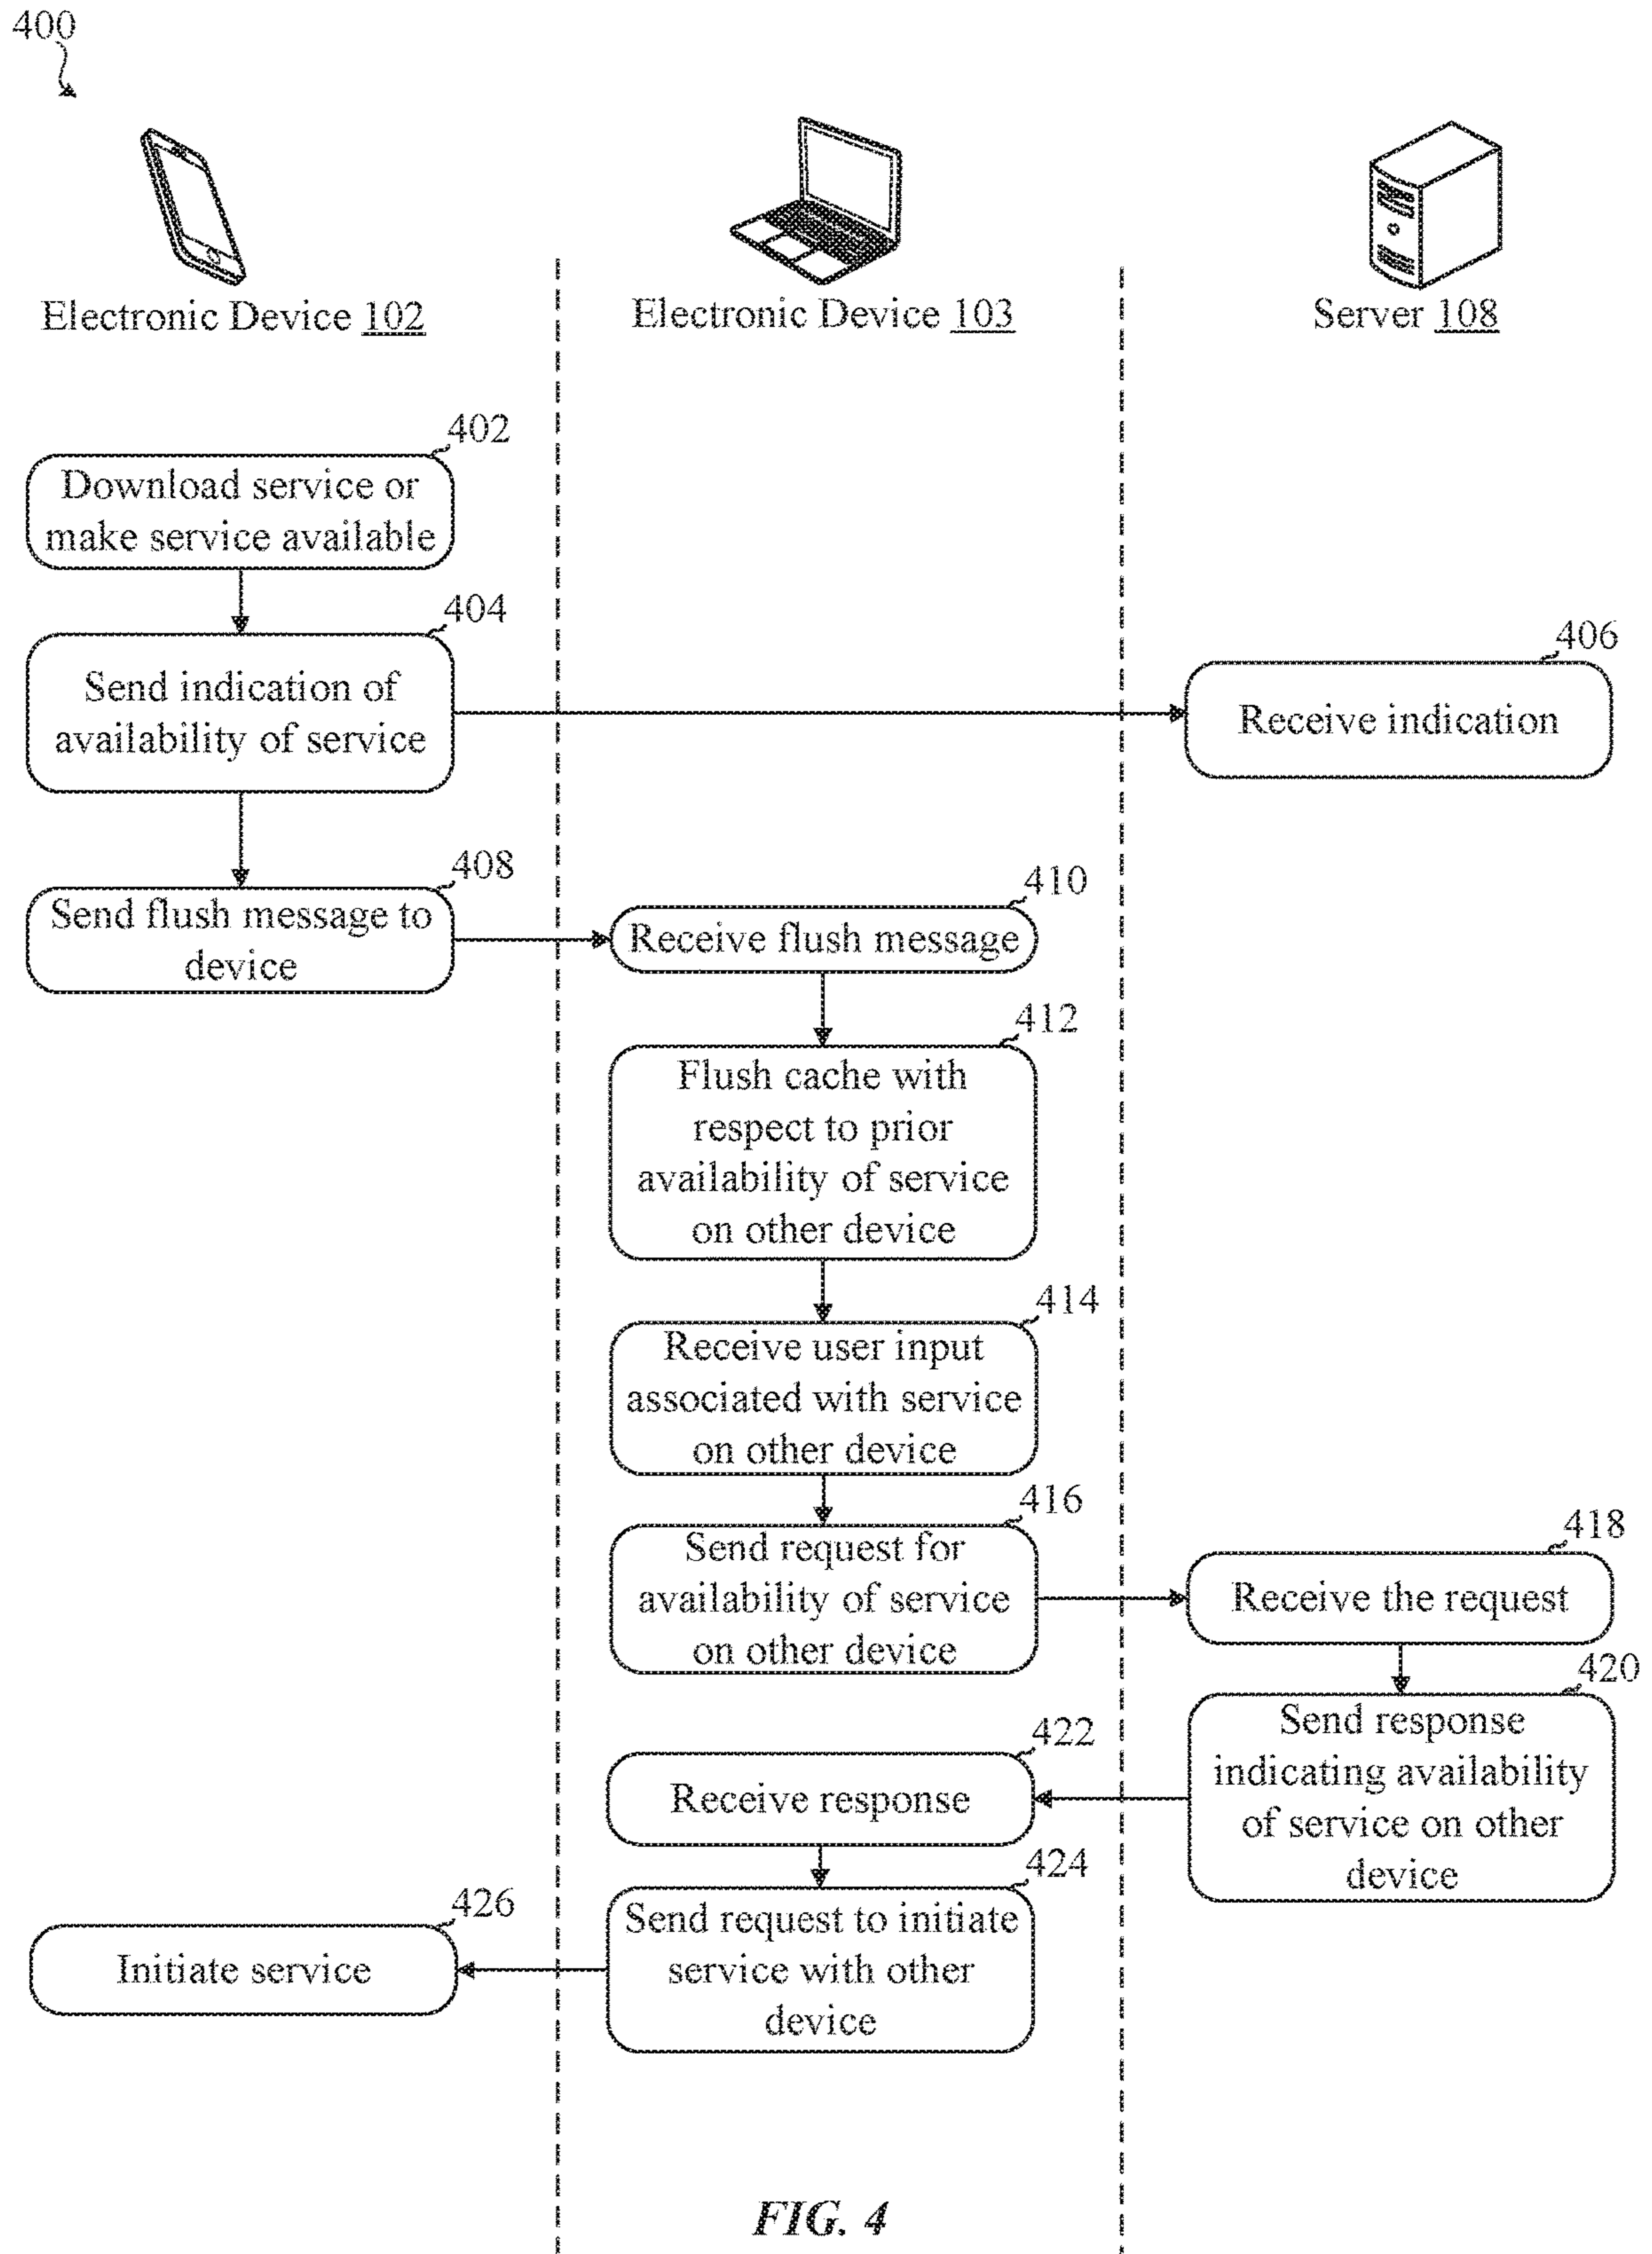 400
Electronic Device 102
Electronic Device 103
Server 108
402
Download service or
make service available
404
Send indication of
availability of service
406
Receive indication
408
Send flush message to
device
410
Receive flush message
412
Flush cache with
respect to prior
availability of service
on other device
414
Receive user input
associated with service
on other device
416
Send request for
availability of service
on other device
418
Receive the request
420
Send response
indicating availability
of service on other
device
422
Receive response
424
Send request to initiate
service with other
device
426
Initiate service
FIG. 4